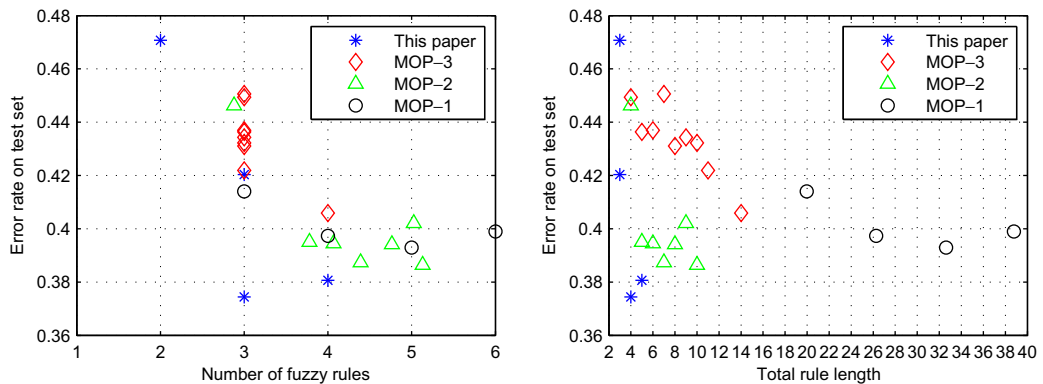 0.48
0.46
0.44
0.42
0.4
0.38
0.36
Error rate on test set
This paper
MOP–3
MOP–2
MOP–1
1 2 3 4 5 6
Number of fuzzy rules
0.48
0.46
0.44
0.42
0.4
0.38
0.36
Error rate on test set
This paper
MOP–3
MOP–2
MOP–1
2 4 6 8 10 12 14 16 18 20 22 24 26 28 30 32 34 36 38 40
Total rule length